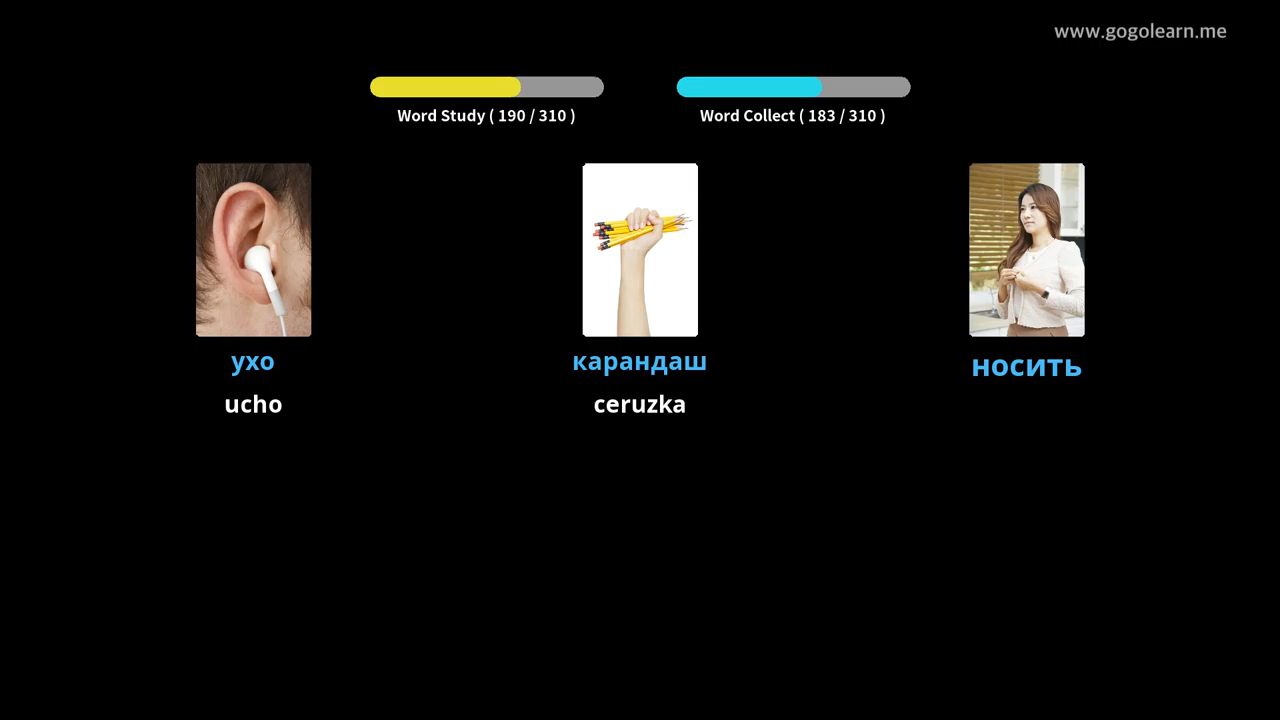 www.gogolearn.me
Word Study ( 190 / 310 )
Word Collect ( 183 / 310 )
ухо
карандаш
носить
ucho
ceruzka